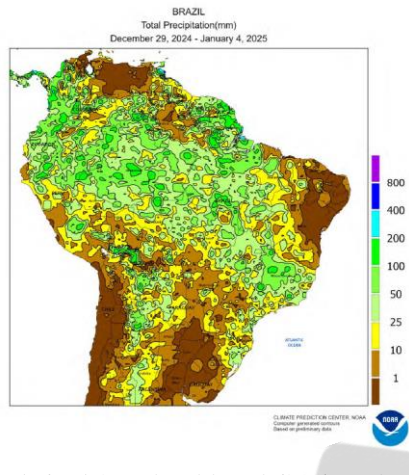 BRAZIL
Total Precipitation(mm)
December 29, 2024 - January 4, 2025
800
400
200
100
50
25
10
1
ATLANTIC
OCEAN
CLIMATE PREDICTION CENTER, NOAA
Computer generated contours
Based on preliminary data
NOAA